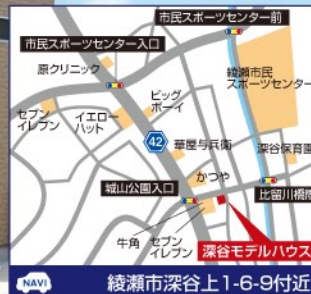 市民スポーツセンター前
市民スポーツセンター入口
原クリニック
綾瀬市民
スポーツセンター
ビッグ
ボーイ
セブン
イレブン
イエロー
ハット
42
華屋与兵衛
深谷保育園
かつや
城山公園入口
比留川橋際
牛角
セブン
イレブン
深谷モデルハウス
NAVI
綾瀬市深谷上1-6-9付近